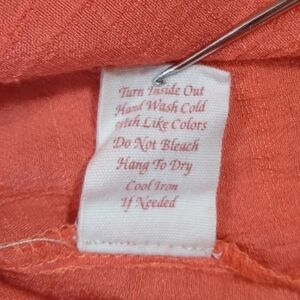 Turn Inside Out
Hand Wash Cold
With Like Colors
Do Not Bleach
Hang To Dry
Cool Iron
If Needed